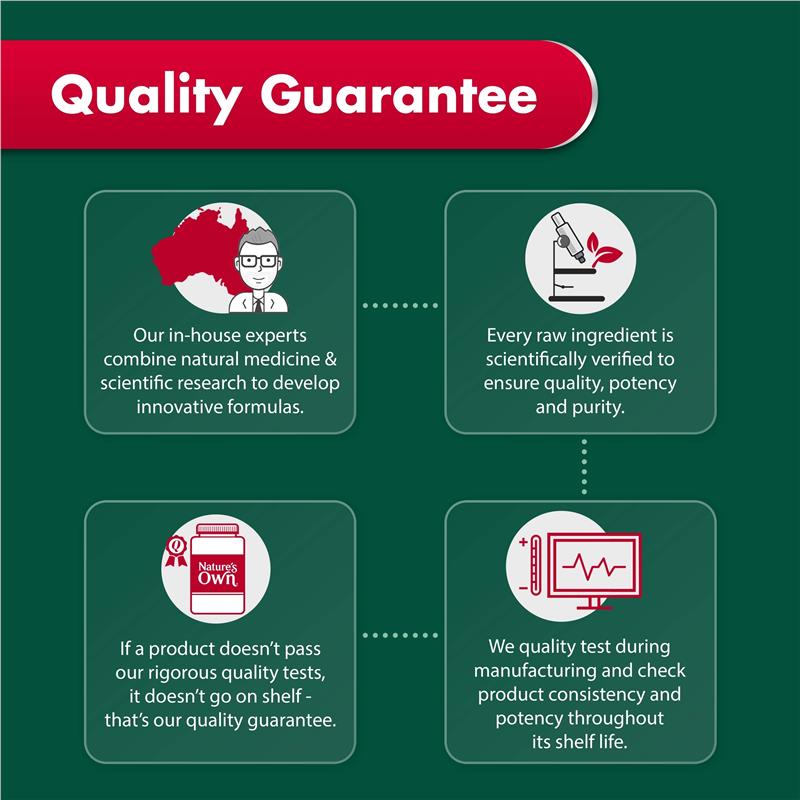 Quality Guarantee
Our in-house experts
combine natural medicine &
scientific research to develop
innovative formulas.
Every raw ingredient is
scientifically verified to
ensure quality, potency
and purity.
+
−
We quality test during
manufacturing and check
product consistency and
potency throughout
its shelf life.
Q
Nature's
Own
If a product doesn't pass
our rigorous quality tests,
it doesn't go on shelf -
that's our quality guarantee.